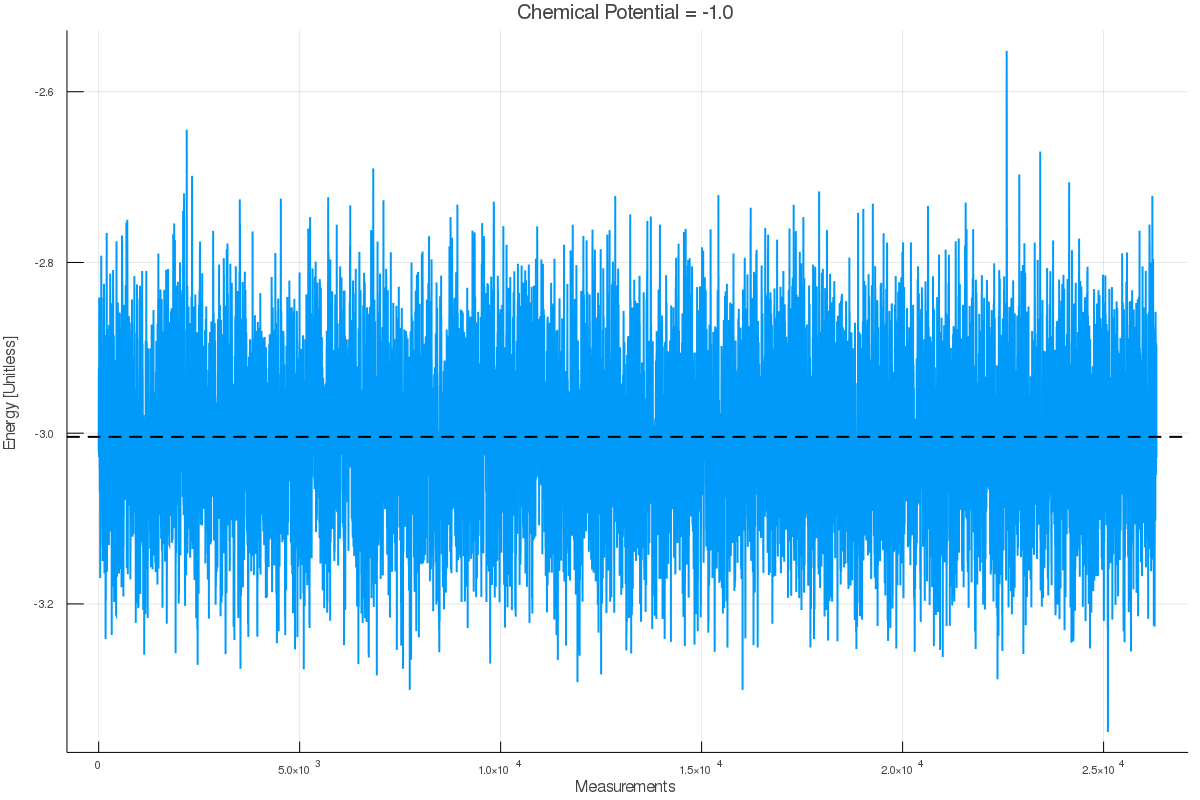 Chemical Potential = -1.0
-2.6
-2.8
-3.0
-3.2
Energy [Unitless]
0 5.0×10 3 1.0×10 4 1.5×10 4 2.0×10 4 2.5×10 4
Measurements